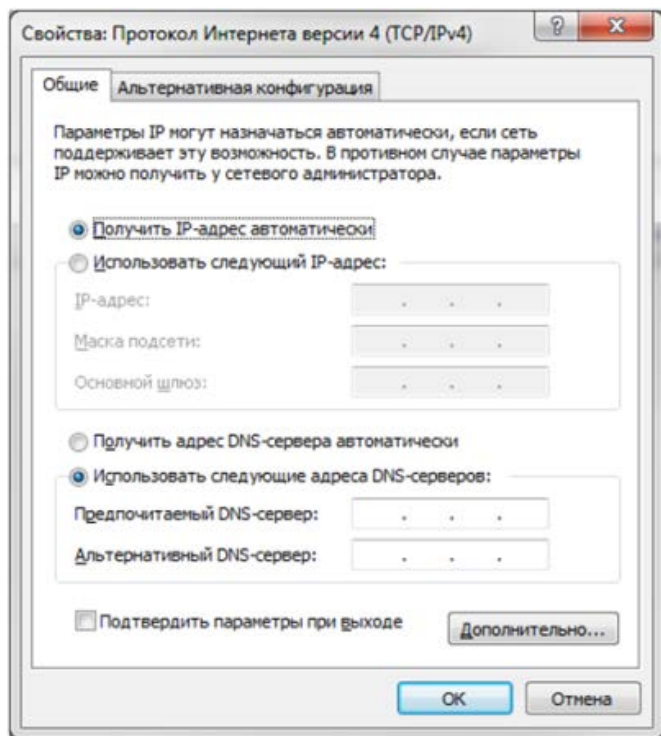 Свойства: Протокол Интернета версии 4 (TCP/IPv4)
Общие
Альтернативная конфигурация
Параметры IP могут назначаться автоматически, если сеть
поддерживает эту возможность. В противном случае параметры
IP можно получить у сетевого администратора.
Получить IP-адрес автоматически
Использовать следующий IP-адрес:
IP-адрес:
Маска подсети:
Основной шлюз:
Получить адрес DNS-сервера автоматически
Использовать следующие адреса DNS-серверов:
Предпочитаемый DNS-сервер:
Альтернативный DNS-сервер:
Подтвердить параметры при выходе
Дополнительно...
ОК
Отмена